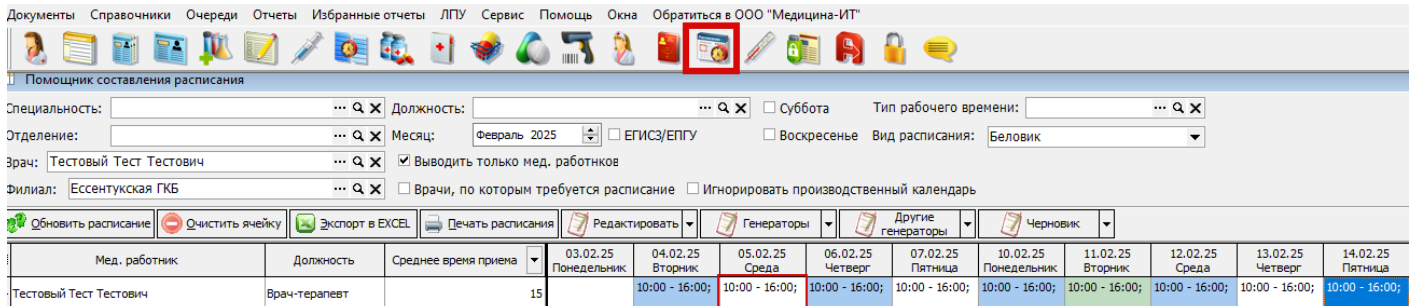 Документы Справочники Очереди Отчеты Избранные отчеты ЛПУ Сервис Помощь Окна Обратиться в ООО "Медицина-ИТ"
Помощник составления расписания
Специальность: Должность: Суббота Тип рабочего времени:
Отделение: Месяц: Февраль 2025 ЕГИСЗ/ЕПГУ Воскресенье Вид расписания: Беловик
Врач: Тестовый Тест Тестович Выводить только мед. работнков
Филиал: Ессентукская ГКБ Врачи, по которым требуется расписание Игнорировать производственный календарь
Обновить расписание Очистить ячейку Экспорт в EXCEL Печать расписания Редактировать Генераторы Другие генераторы Черновик
Мед. работник Должность Среднее время приема 03.02.25 04.02.25 05.02.25 06.02.25 07.02.25 10.02.25 11.02.25 12.02.25 13.02.25 14.02.25
Понедельник Вторник Среда Четверг Пятница Понедельник Вторник Среда Четверг Пятница
Тестовый Тест Тестович Врач-терапевт 15 10:00 - 16:00; 10:00 - 16:00; 10:00 - 16:00; 10:00 - 16:00; 10:00 - 16:00; 10:00 - 16:00; 10:00 - 16:00; 10:00 - 16:00; 10:00 - 16:00;